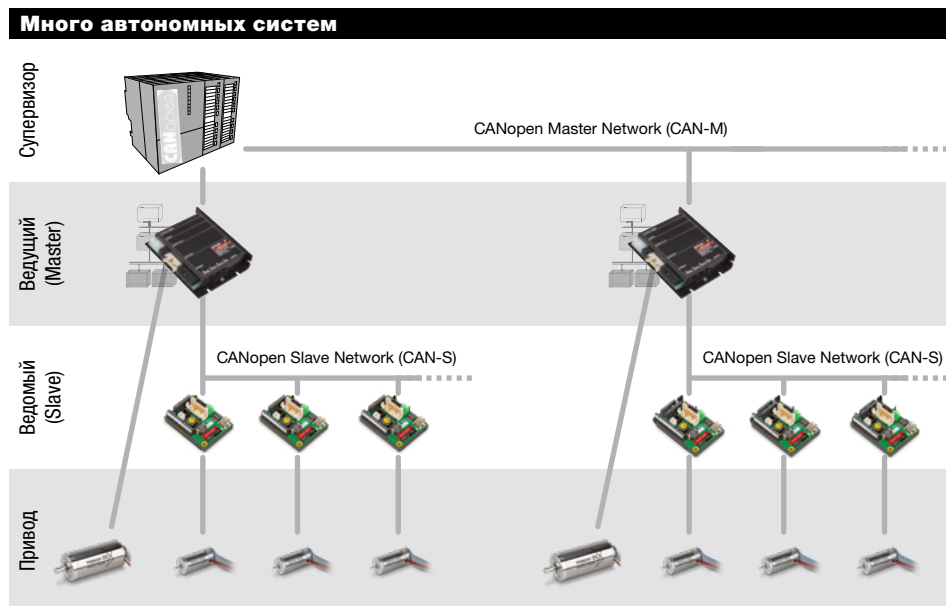 Много автономных систем
Супервизор
CANopen
CANopen Master Network (CAN-M)
Ведущий
(Master)
Ведомый
(Slave)
CANopen Slave Network (CAN-S)
CANopen Slave Network (CAN-S)
Привод